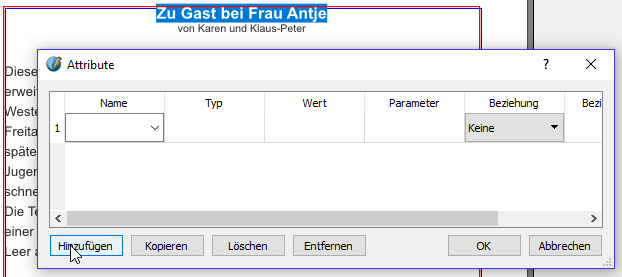 Zu Gast bei Frau Antje
von Karen und Klaus-Peter
Diese
Attribute
?
erweit
Weste
Freita
späte
Jugen
schne
Die Te
einer
Leer a
Name Typ Wert Parameter Beziehung Bezi
1 Keine
Hinzufügen Kopieren Löschen Entfernen OK Abbrechen